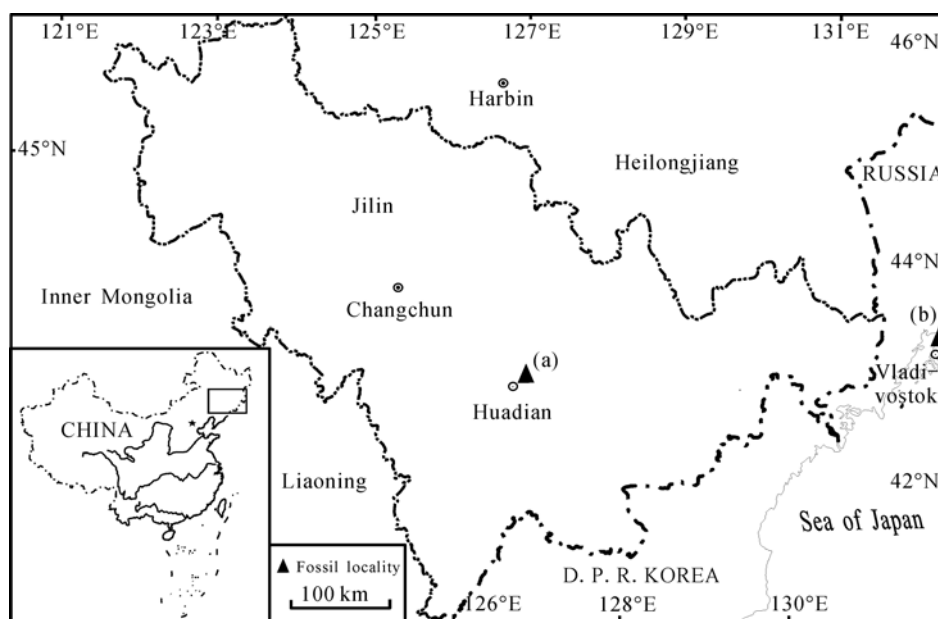 121°E
123°E
125°E
127°E
129°E
131°E
46°N
Harbin
45°N
Heilongjiang
RUSSIA
Jilin
44°N
Inner Mongolia
Changchun
(b)
(a)
Vladi-
vostok
Huadian
CHINA
Liaoning
42°N
Sea of Japan
Fossil locality
100 km
D. P. R. KOREA
126°E
128°E
130°E